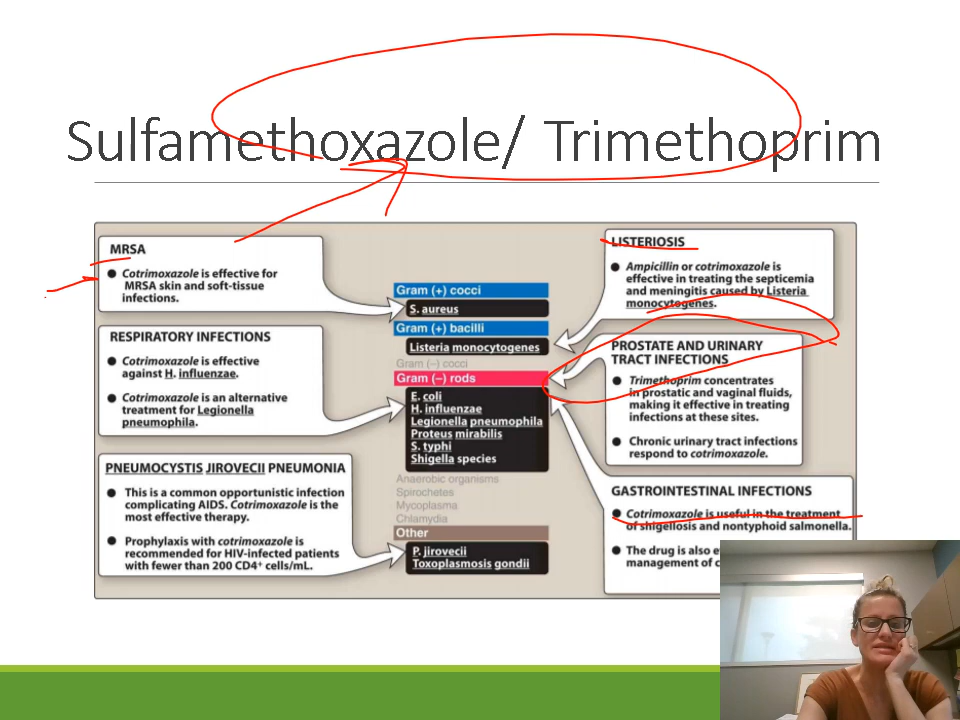 Sulfamethoxazole/ Trimethoprim
MRSA
● Cotrimoxazole is effective for
MRSA skin and soft-tissue
infections.
RESPIRATORY INFECTIONS
● Cotrimoxazole is effective
against H. influenzae.
● Cotrimoxazole is an alternative
treatment for Legionella
pneumophila.
PNEUMOCYSTIS JIROVECII PNEUMONIA
● This is a common opportunistic infection
complicating AIDS. Cotrimoxazole is the
most effective therapy.
● Prophylaxis with cotrimoxazole is
recommended for HIV-infected patients
with fewer than 200 CD4+ cells/mL.
Gram (+) cocci
S. aureus
Gram (+) bacilli
Listeria monocytogenes
Gram (−) cocci
Gram (−) rods
E. coli
H. influenzae
Legionella pneumophila
Proteus mirabilis
S. typhi
Shigella species
Anaerobic organisms
Spirochetes
Mycoplasma
Chlamydia
Other
P. jirovecii
Toxoplasmosis gondii
LISTERIOSIS
● Ampicillin or cotrimoxazole is
effective in treating the septicemia
and meningitis caused by Listeria
monocytogenes.
PROSTATE AND URINARY
TRACT INFECTIONS
● Trimethoprim concentrates
in prostatic and vaginal fluids,
making it effective in treating
infections at these sites.
● Chronic urinary tract infections
respond to cotrimoxazole.
GASTROINTESTINAL INFECTIONS
● Cotrimoxazole is useful in the treatment
of shigellosis and nontyphoid salmonella.
● The drug is also
management of